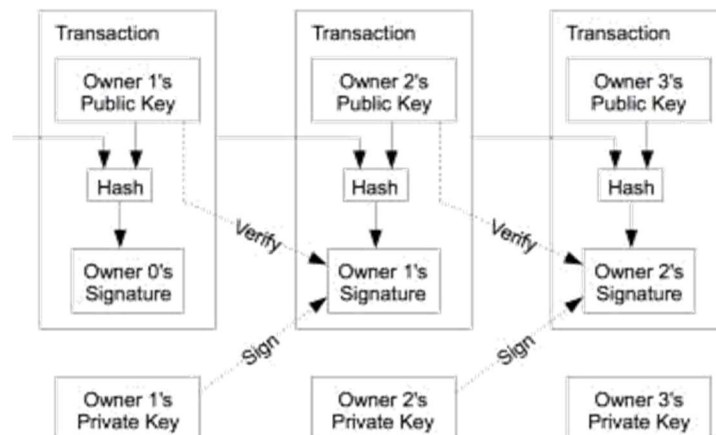 Transaction
Owner 1's
Public Key
Hash
Owner 0's
Signature
Verify
Sign
Owner 1's
Private Key
Transaction
Owner 2's
Public Key
Hash
Owner 1's
Signature
Verify
Sign
Owner 2's
Private Key
Transaction
Owner 3's
Public Key
Hash
Owner 2's
Signature
Owner 3's
Private Key